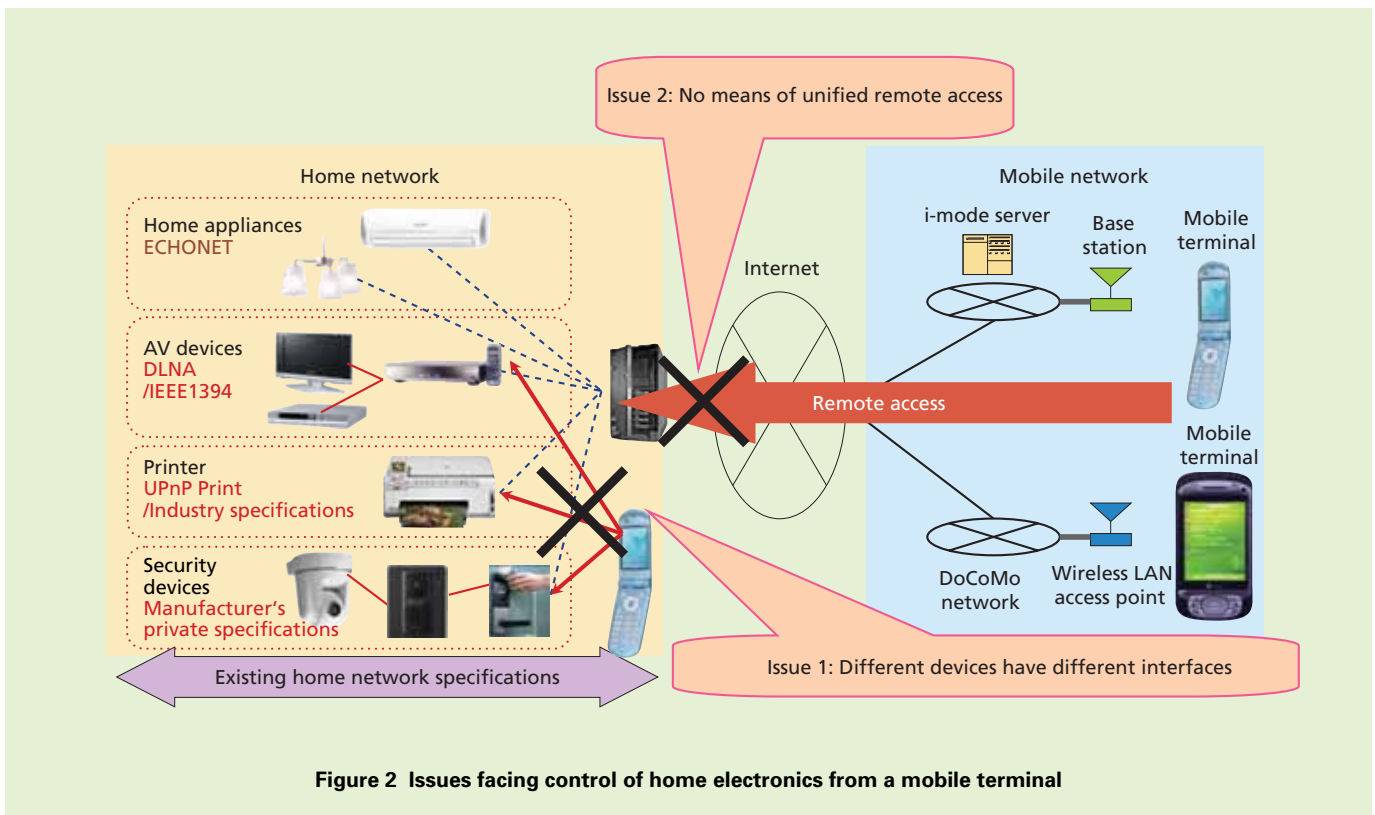 Issue 2: No means of unified remote access
Home network
Home appliances
ECHONET
AV devices
DLNA
/IEEE1394
Printer
UPnP Print
/Industry specifications
Security
devices
Manufacturer's
private specifications
Existing home network specifications
Internet
Remote access
Mobile network
i-mode server
Base
station
Mobile
terminal
Mobile
terminal
DoCoMo
network
Wireless LAN
access point
Issue 1: Different devices have different interfaces
Figure 2 Issues facing control of home electronics from a mobile terminal